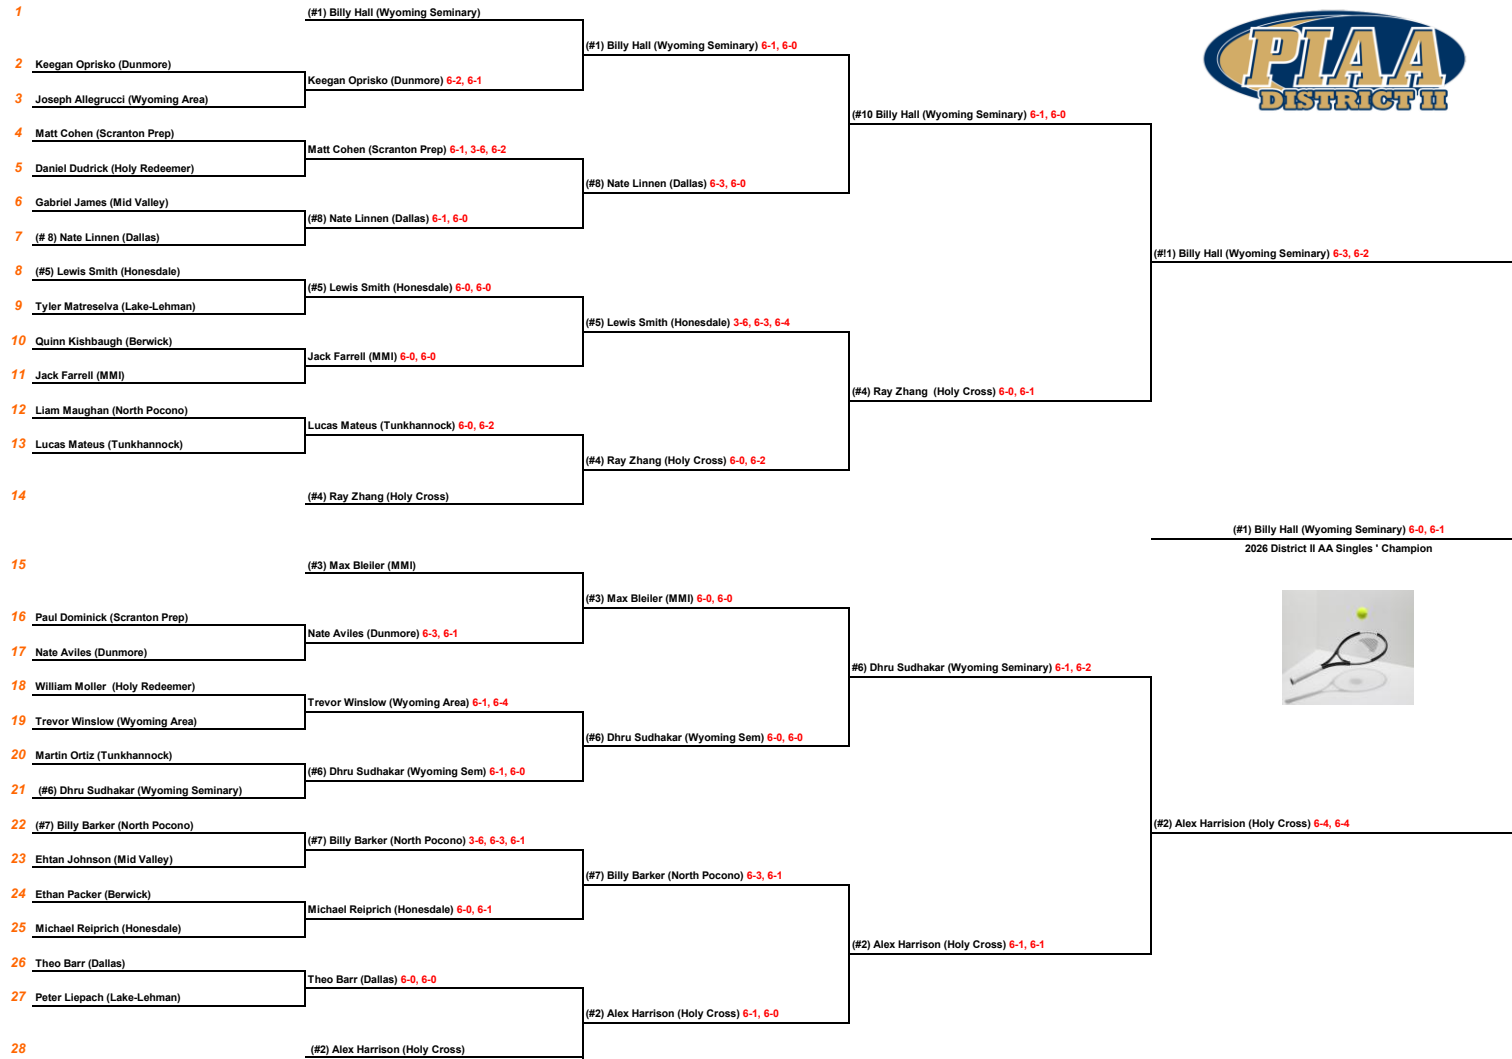 1
(#1) Billy Hall (Wyoming Seminary)
PIAA
DISTRICT II
(#1) Billy Hall (Wyoming Seminary) 6-1, 6-0
2 Keegan Oprisko (Dunmore)
Keegan Oprisko (Dunmore) 6-2, 6-1
3 Joseph Allegrucci (Wyoming Area)
(#10 Billy Hall (Wyoming Seminary) 6-1, 6-0
4 Matt Cohen (Scranton Prep)
Matt Cohen (Scranton Prep) 6-1, 3-6, 6-2
5 Daniel Dudrick (Holy Redeemer)
(#8) Nate Linnen (Dallas) 6-3, 6-0
6 Gabriel James (Mid Valley)
(#8) Nate Linnen (Dallas) 6-1, 6-0
7 (# 8) Nate Linnen (Dallas)
(#!1) Billy Hall (Wyoming Seminary) 6-3, 6-2
8 (#5) Lewis Smith (Honesdale)
(#5) Lewis Smith (Honesdale) 6-0, 6-0
9 Tyler Matreselva (Lake-Lehman)
(#5) Lewis Smith (Honesdale) 3-6, 6-3, 6-4
10 Quinn Kishbaugh (Berwick)
Jack Farrell (MMI) 6-0, 6-0
11 Jack Farrell (MMI)
(#4) Ray Zhang (Holy Cross) 6-0, 6-1
12 Liam Maughan (North Pocono)
Lucas Mateus (Tunkhannock) 6-0, 6-2
13 Lucas Mateus (Tunkhannock)
(#4) Ray Zhang (Holy Cross) 6-0, 6-2
14
(#4) Ray Zhang (Holy Cross)
(#1) Billy Hall (Wyoming Seminary) 6-0, 6-1
2026 District II AA Singles ' Champion
15
(#3) Max Bleiler (MMI)
(#3) Max Bleiler (MMI) 6-0, 6-0
16 Paul Dominick (Scranton Prep)
Nate Aviles (Dunmore) 6-3, 6-1
17 Nate Aviles (Dunmore)
#6) Dhru Sudhakar (Wyoming Seminary) 6-1, 6-2
18 William Moller (Holy Redeemer)
Trevor Winslow (Wyoming Area) 6-1, 6-4
19 Trevor Winslow (Wyoming Area)
(#6) Dhru Sudhakar (Wyoming Sem) 6-0, 6-0
20 Martin Ortiz (Tunkhannock)
(#6) Dhru Sudhakar (Wyoming Sem) 6-1, 6-0
21 (#6) Dhru Sudhakar (Wyoming Seminary)
22 (#7) Billy Barker (North Pocono)
(#2) Alex Harrision (Holy Cross) 6-4, 6-4
(#7) Billy Barker (North Pocono) 3-6, 6-3, 6-1
23 Ehtan Johnson (Mid Valley)
(#7) Billy Barker (North Pocono) 6-3, 6-1
24 Ethan Packer (Berwick)
Michael Reiprich (Honesdale) 6-0, 6-1
25 Michael Reiprich (Honesdale)
(#2) Alex Harrison (Holy Cross) 6-1, 6-1
26 Theo Barr (Dallas)
Theo Barr (Dallas) 6-0, 6-0
27 Peter Liepach (Lake-Lehman)
(#2) Alex Harrison (Holy Cross) 6-1, 6-0
28
(#2) Alex Harrison (Holy Cross)